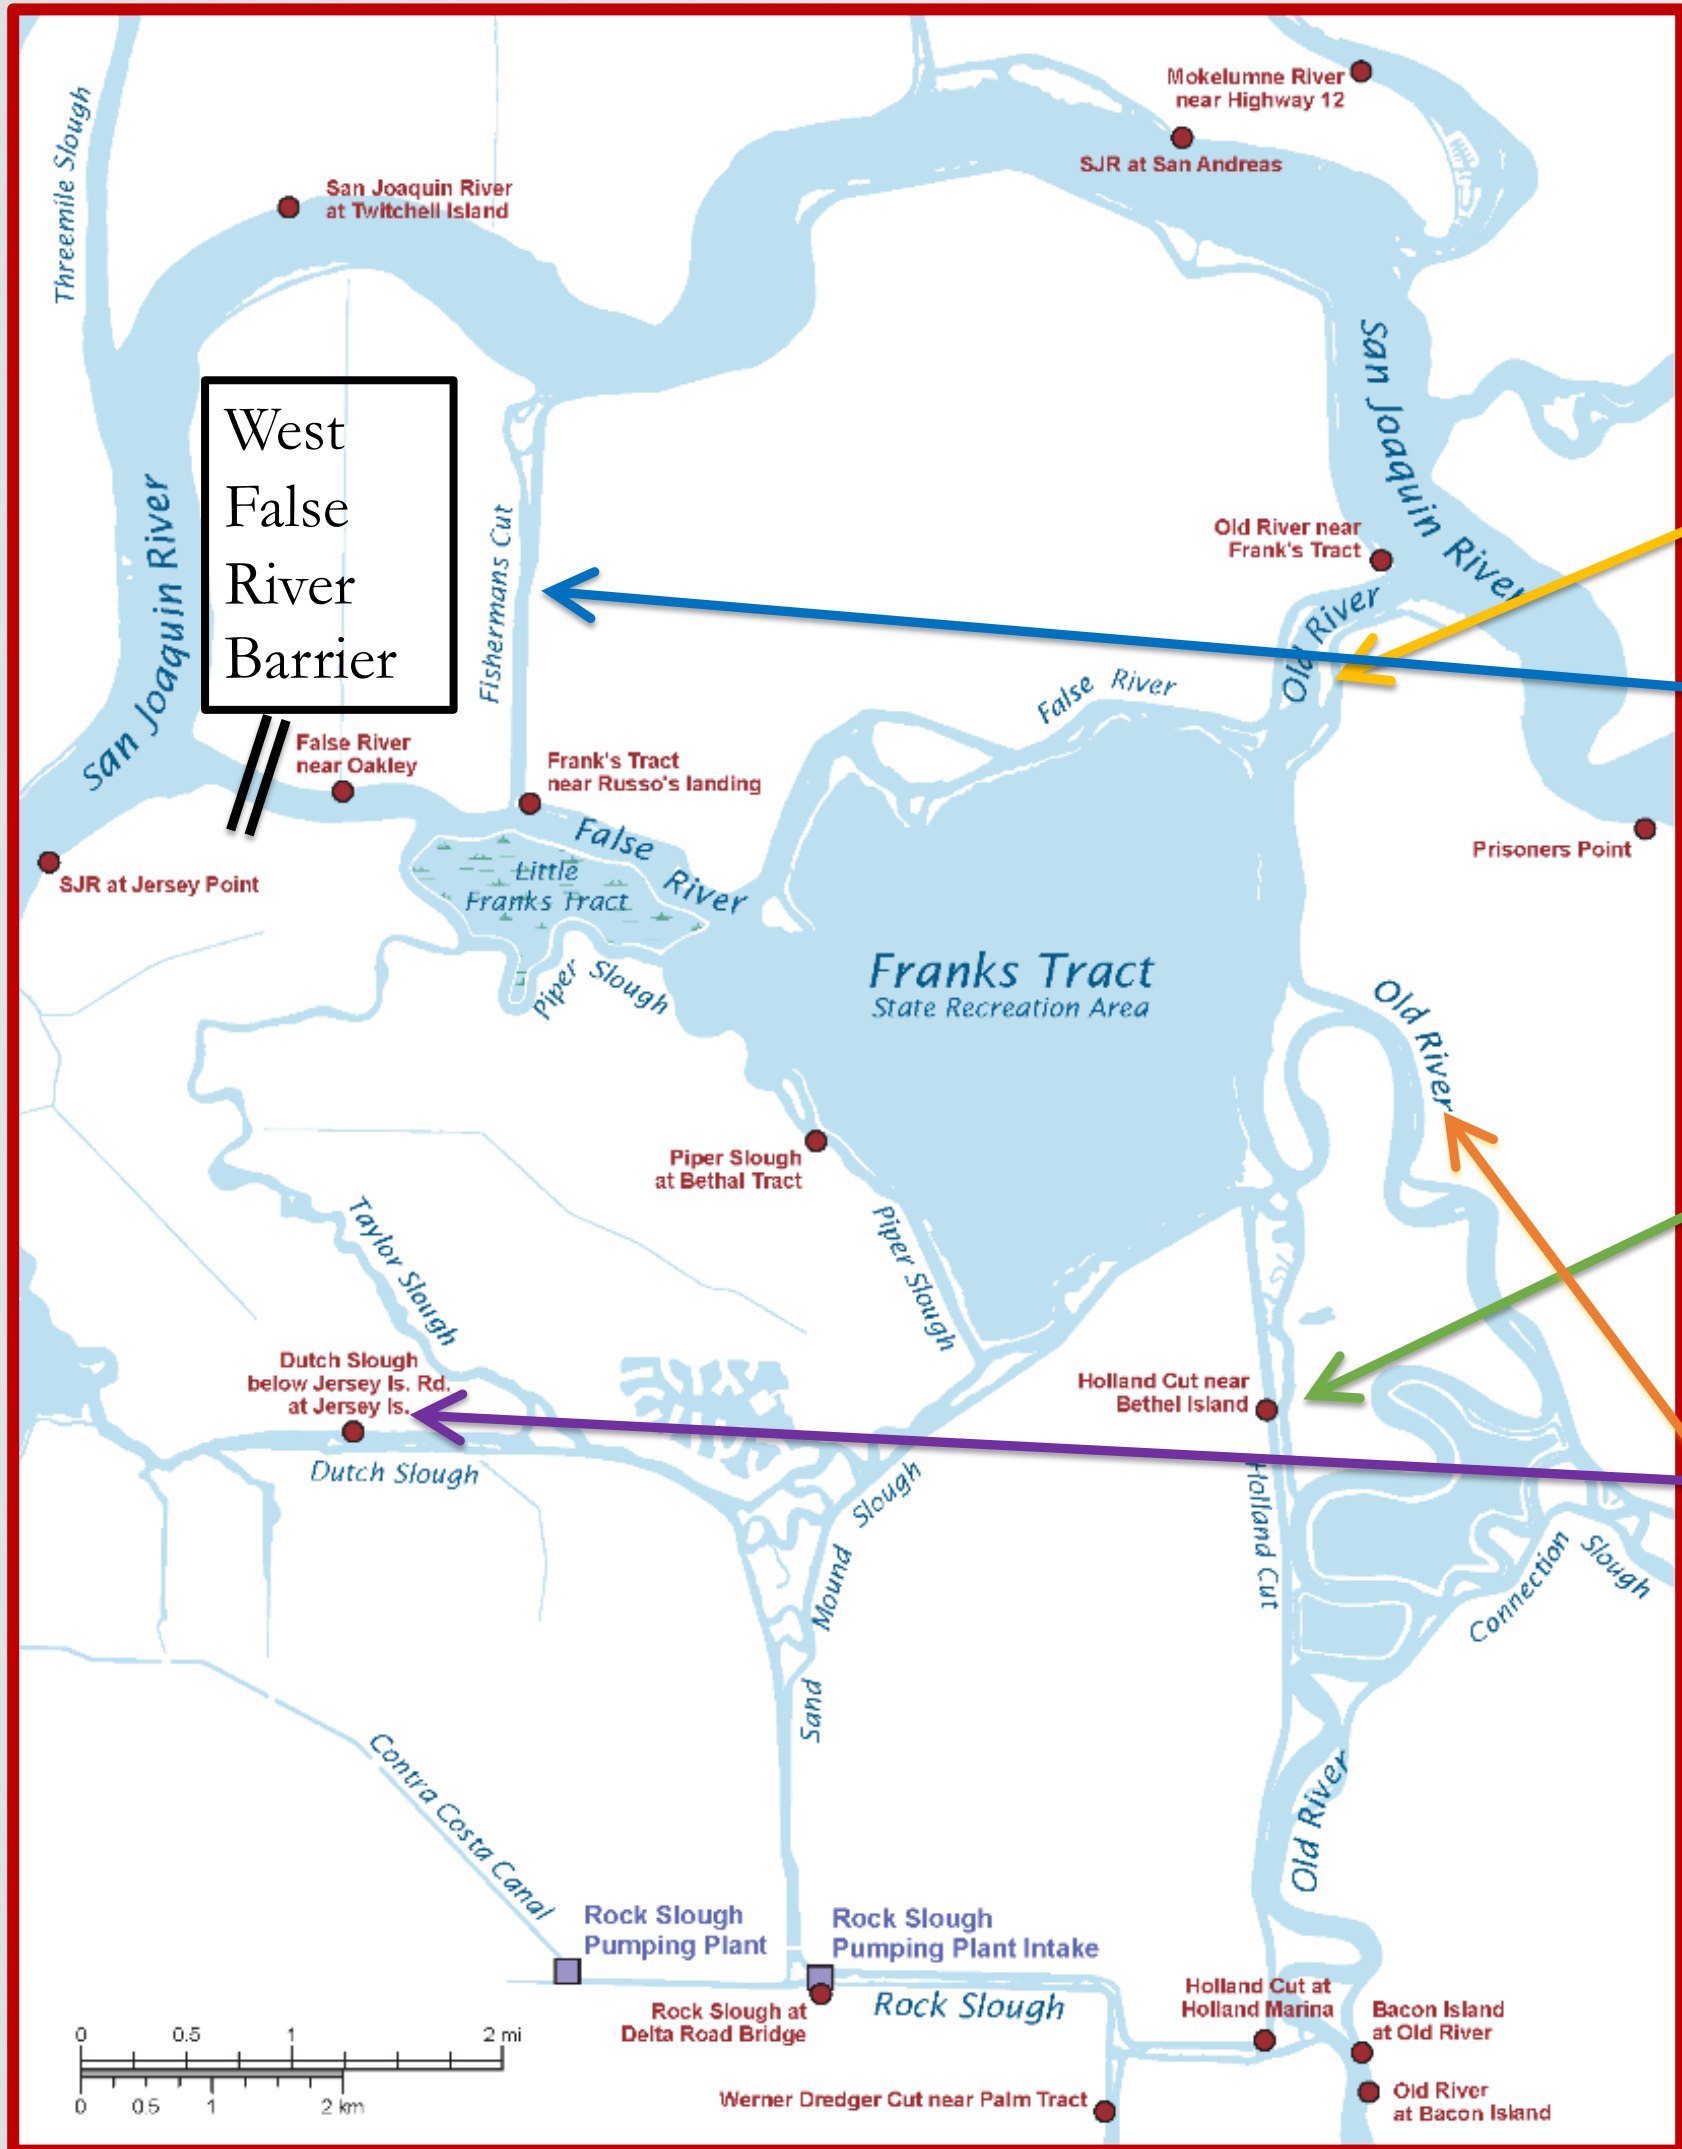 Mokelumne River
near Highway 12
SJR at San Andreas
Threemile Slough
San Joaquin River
at Twitchell Island
West
False
River
Barrier
San Joaquin River
San Joaquin River
Fishermans Cut
Old River near
Frank's Tract
Old River
False River
False River
near Oakley
Frank's Tract
near Russo's landing
False River
Little
Franks Tract
SJR at Jersey Point
Prisoners Point
Piper Slough
Franks Tract
State Recreation Area
Old River
Piper Slough
at Bethal Tract
Piper Slough
Taylor Slough
Dutch Slough
below Jersey Is. Rd.
at Jersey Is.
Dutch Slough
Holland Cut near
Bethel Island
Holland Cut
Sand Mound Slough
Connection Slough
Contra Costa Canal
Old River
Rock Slough
Pumping Plant
Rock Slough
Pumping Plant Intake
Rock Slough
Rock Slough at
Delta Road Bridge
Holland Cut at
Holland Marina
Bacon Island
at Old River
Old River
at Bacon Island
Werner Dredger Cut near Palm Tract
0 0.5 1 2 mi
0 0.5 1 2 km